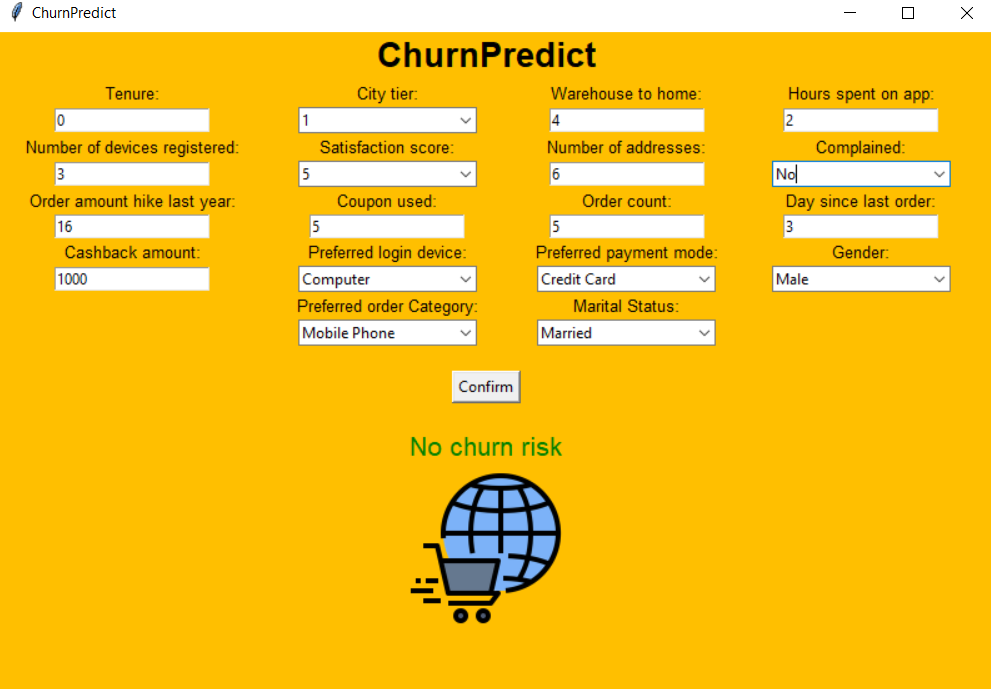 ChurnPredict
ChurnPredict
Tenure: City tier: Warehouse to home: Hours spent on app:
0 1 4 2
Number of devices registered: Satisfaction score: Number of addresses: Complained:
3 5 6 No
Order amount hike last year: Coupon used: Order count: Day since last order:
16 5 5 3
Cashback amount: Preferred login device: Preferred payment mode: Gender:
1000 Computer Credit Card Male
Preferred order Category: Marital Status:
Mobile Phone Married
Confirm
No churn risk